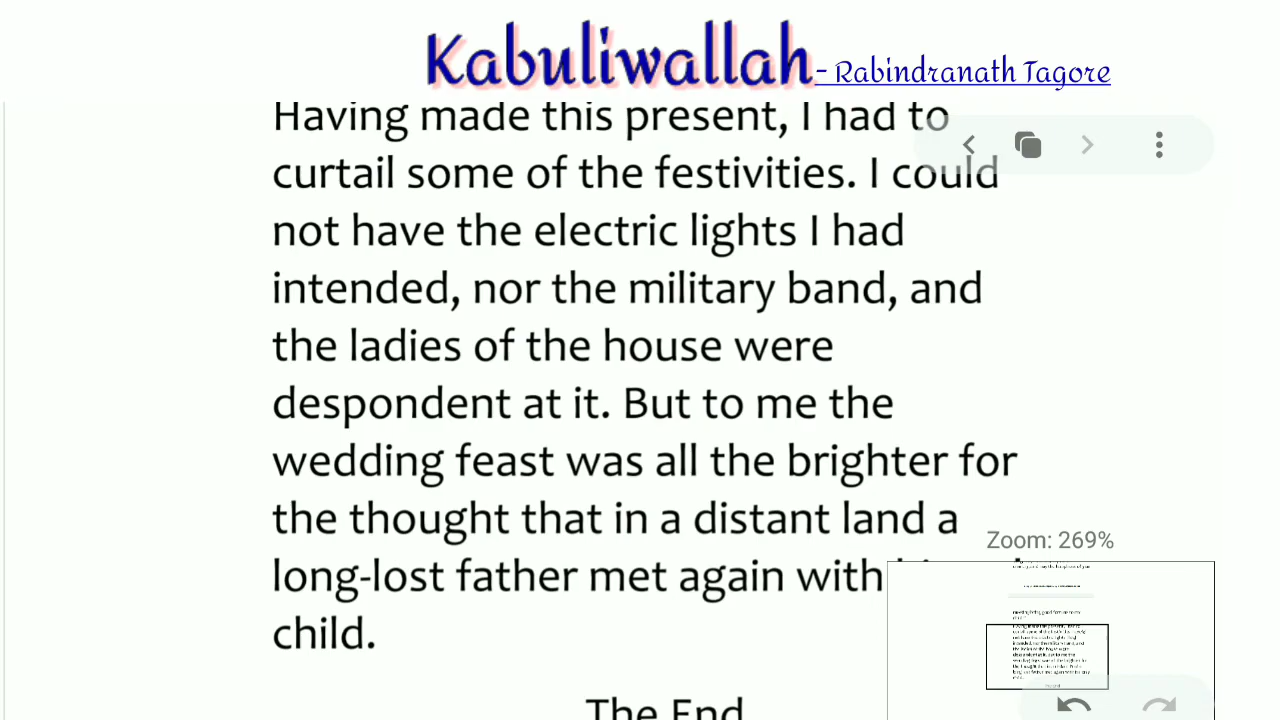 Kabuliwallah - Rabindranath Tagore
Having made this present, I had to
curtail some of the festivities. I could
not have the electric lights I had
intended, nor the military band, and
the ladies of the house were
despondent at it. But to me the
wedding feast was all the brighter for
the thought that in a distant land a
Zoom: 269%
long-lost father met again with
child.
The End